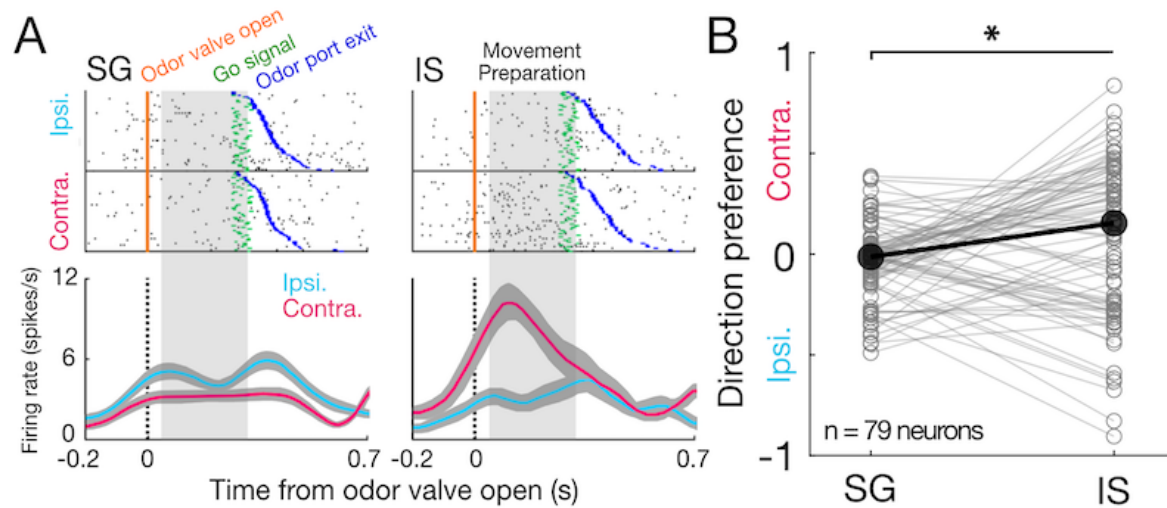 A
SG
Odor valve open
Go signal
Odor port exit
IS
Movement
Preparation
Ipsi.
Contra.
12
6
0
Firing rate (spikes/s)
Ipsi.
Contra.
-0.2
0
0.7
-0.2
0
0.7
Time from odor valve open (s)
B
*
1
0
-1
Direction preference
Contra.
Ipsi.
n = 79 neurons
SG
IS